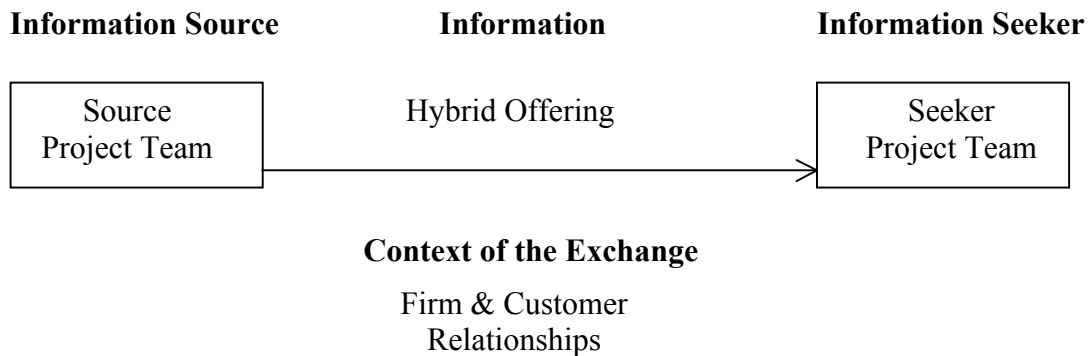 Information Source Information Information Seeker
Source
Project Team
Hybrid Offering
Seeker
Project Team
Context of the Exchange
Firm & Customer
Relationships